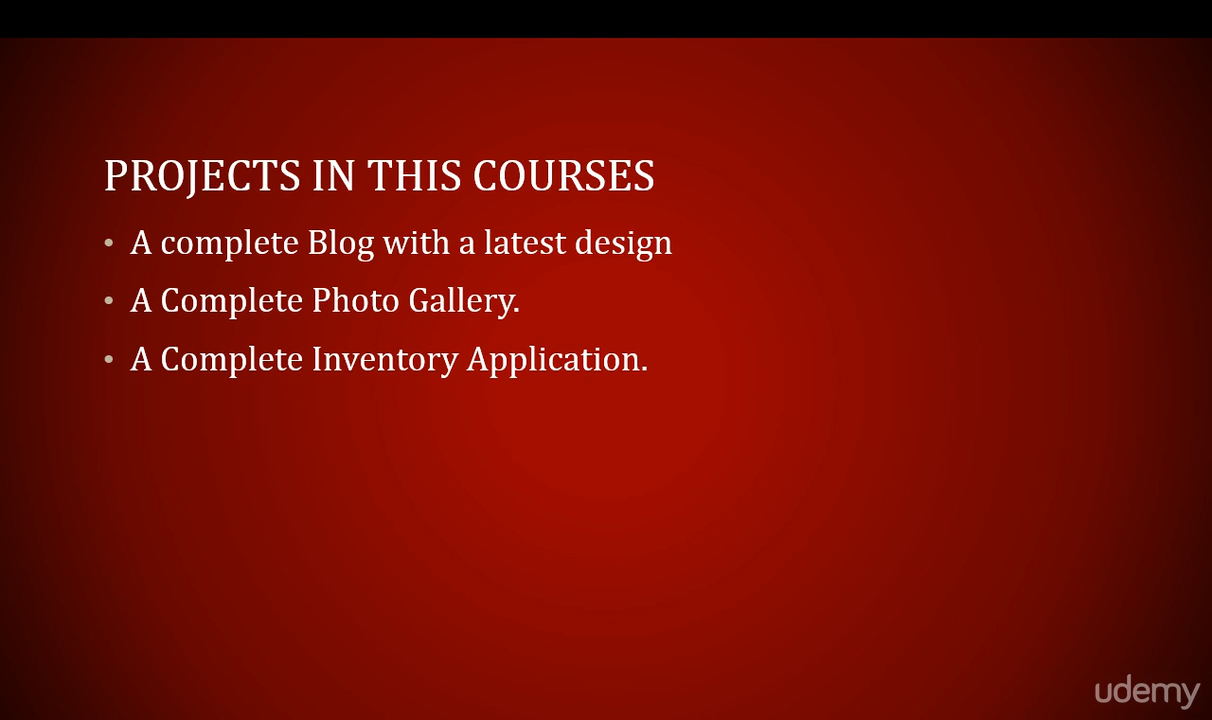 PROJECTS IN THIS COURSES
• A complete Blog with a latest design
• A Complete Photo Gallery.
• A Complete Inventory Application.
udemy